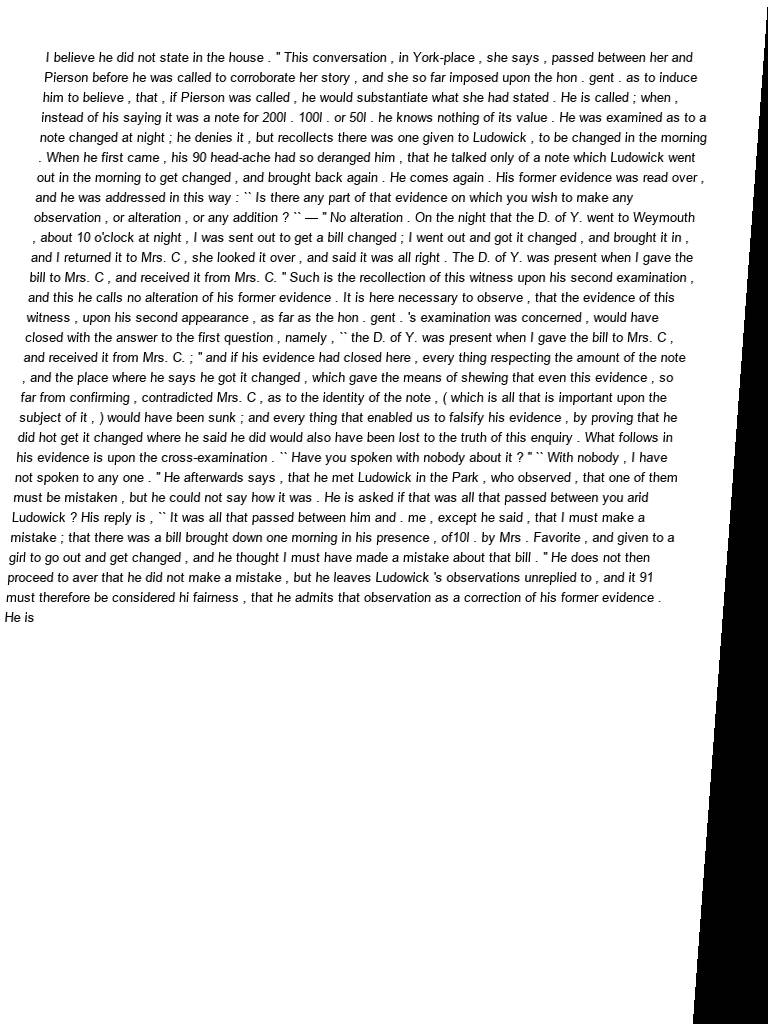 I believe he did not state in the house . " This conversation , in York-place , she says , passed between her and
Pierson before he was called to corroborate her story , and she so far imposed upon the hon . gent . as to induce
him to believe , that , if Pierson was called , he would substantiate what she had stated . He is called ; when ,
instead of his saying it was a note for 200l . 100l . or 50l . he knows nothing of its value . He was examined as to a
note changed at night ; he denies it , but recollects there was one given to Ludowick , to be changed in the morning
. When he first came , his 90 head-ache had so deranged him , that he talked only of a note which Ludowick went
out in the morning to get changed , and brought back again . He comes again . His former evidence was read over ,
and he was addressed in this way : `` Is there any part of that evidence on which you wish to make any
observation , or alteration , or any addition ? `` — " No alteration . On the night that the D. of Y. went to Weymouth
, about 10 o'clock at night , I was sent out to get a bill changed ; I went out and got it changed , and brought it in ,
and I returned it to Mrs. C , she looked it over , and said it was all right . The D. of Y. was present when I gave the
bill to Mrs. C , and received it from Mrs. C. " Such is the recollection of this witness upon his second examination ,
and this he calls no alteration of his former evidence . It is here necessary to observe , that the evidence of this
witness , upon his second appearance , as far as the hon . gent . 's examination was concerned , would have
closed with the answer to the first question , namely , `` the D. of Y. was present when I gave the bill to Mrs. C ,
and received it from Mrs. C. ; " and if his evidence had closed here , every thing respecting the amount of the note
, and the place where he says he got it changed , which gave the means of shewing that even this evidence , so
far from confirming , contradicted Mrs. C , as to the identity of the note , ( which is all that is important upon the
subject of it , ) would have been sunk ; and every thing that enabled us to falsify his evidence , by proving that he
did hot get it changed where he said he did would also have been lost to the truth of this enquiry . What follows in
his evidence is upon the cross-examination . `` Have you spoken with nobody about it ? " `` With nobody , I have
not spoken to any one . " He afterwards says , that he met Ludowick in the Park , who observed , that one of them
must be mistaken , but he could not say how it was . He is asked if that was all that passed between you arid
Ludowick ? His reply is , `` It was all that passed between him and . me , except he said , that I must make a
mistake ; that there was a bill brought down one morning in his presence , of10l . by Mrs . Favorite , and given to a
girl to go out and get changed , and he thought I must have made a mistake about that bill . " He does not then
proceed to aver that he did not make a mistake , but he leaves Ludowick 's observations unreplied to , and it 91
must therefore be considered hi fairness , that he admits that observation as a correction of his former evidence .
He is